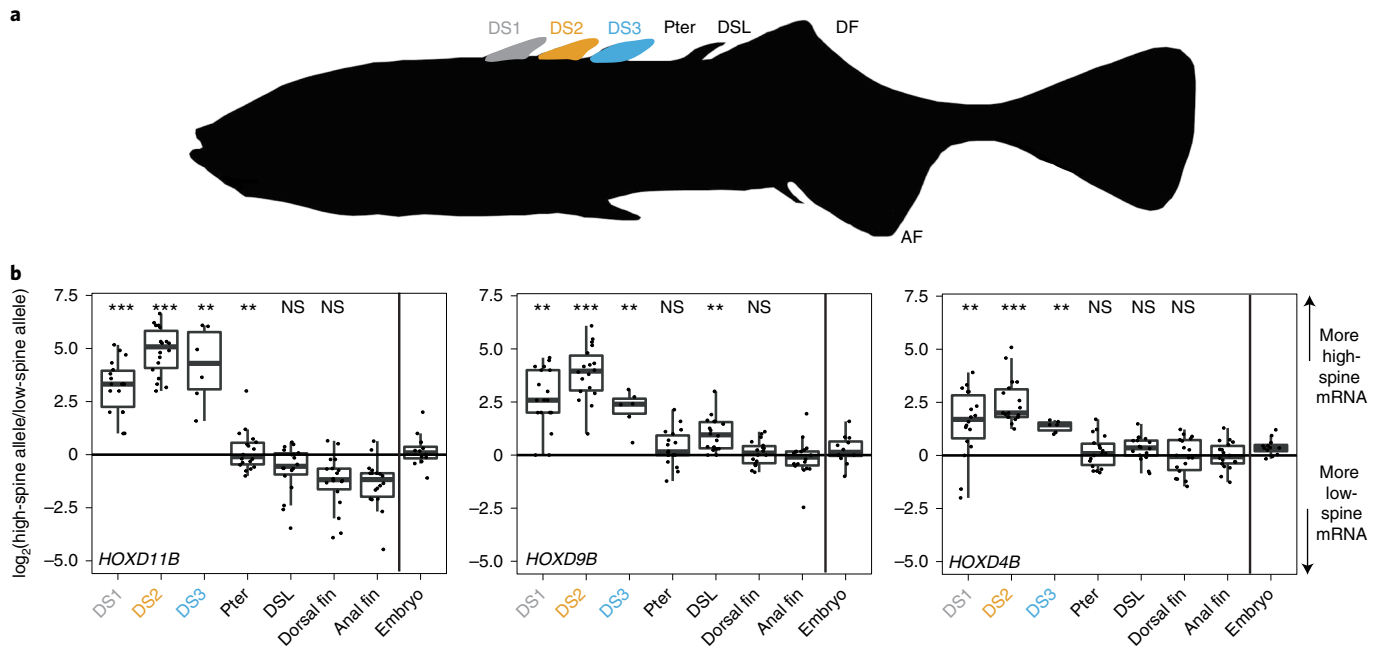 a
DS1 DS2 DS3 Pter DSL DF
AF
b
log2(high-spine allele/low-spine allele)
7.5
5.0
2.5
0
–2.5
–5.0
*** *** ** ** NS NS
HOXD11B
DS1 DS2 DS3 Pter DSL Dorsal fin Anal fin Embryo
7.5
5.0
2.5
0
–2.5
–5.0
** *** ** NS ** NS
HOXD9B
DS1 DS2 DS3 Pter DSL Dorsal fin Anal fin Embryo
7.5
5.0
2.5
0
–2.5
–5.0
** *** ** NS NS NS
HOXD4B
DS1 DS2 DS3 Pter DSL Dorsal fin Anal fin Embryo
More
high-
spine
mRNA
More
low-
spine
mRNA